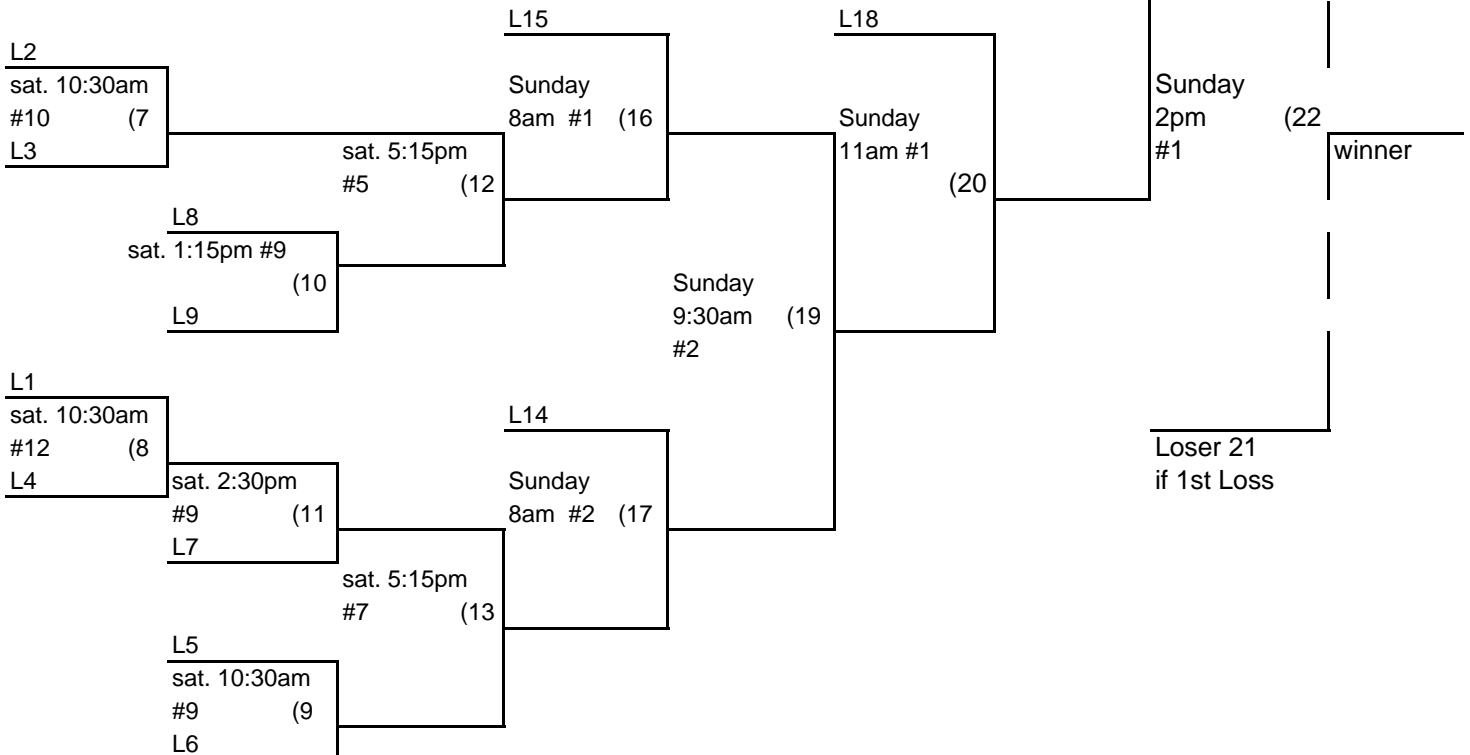 L15
L18
L2
sat. 10:30am
#10 (7
L3
Sunday
8am #1 (16
Sunday
11am #1
(20
Sunday
2pm (22
#1
winner
sat. 5:15pm
#5 (12
L8
sat. 1:15pm #9
(10
L9
Sunday
9:30am (19
#2
L1
sat. 10:30am
#12 (8
L4
L14
Sunday
8am #2 (17
Loser 21
if 1st Loss
sat. 2:30pm
#9 (11
L7
sat. 5:15pm
#7 (13
L5
sat. 10:30am
#9 (9
L6